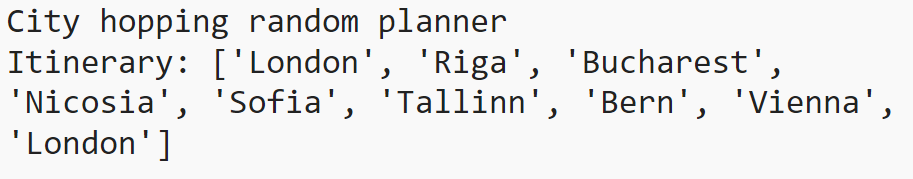 City hopping random planner
Itinerary: ['London', 'Riga', 'Bucharest',
'Nicosia', 'Sofia', 'Tallinn', 'Bern', 'Vienna',
'London']